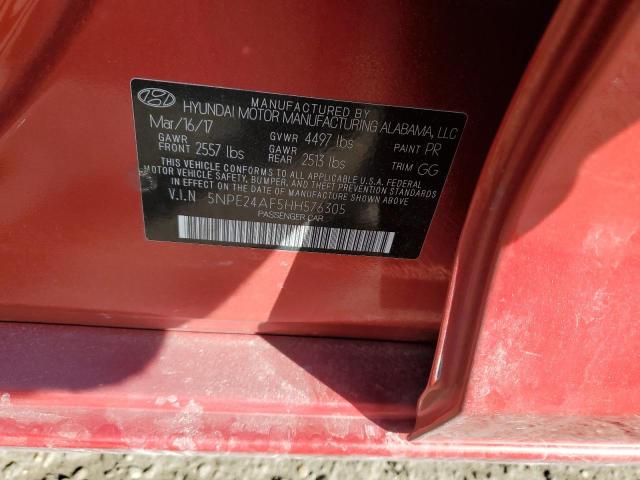 MANUFACTURED BY
HYUNDAI MOTOR MANUFACTURING ALABAMA, LLC
Mar/16/17 GVWR 4497 lbs PAINT PR
GAWR FRONT 2557 lbs GAWR REAR 2513 lbs TRIM GG
THIS VEHICLE CONFORMS TO ALL APPLICABLE U.S.A. FEDERAL
MOTOR VEHICLE SAFETY, BUMPER, AND THEFT PREVENTION STANDARDS
IN EFFECT ON THE DATE OF MANUFACTURE SHOWN ABOVE.
V.I.N 5NPE24AF5HH576305
PASSENGER CAR